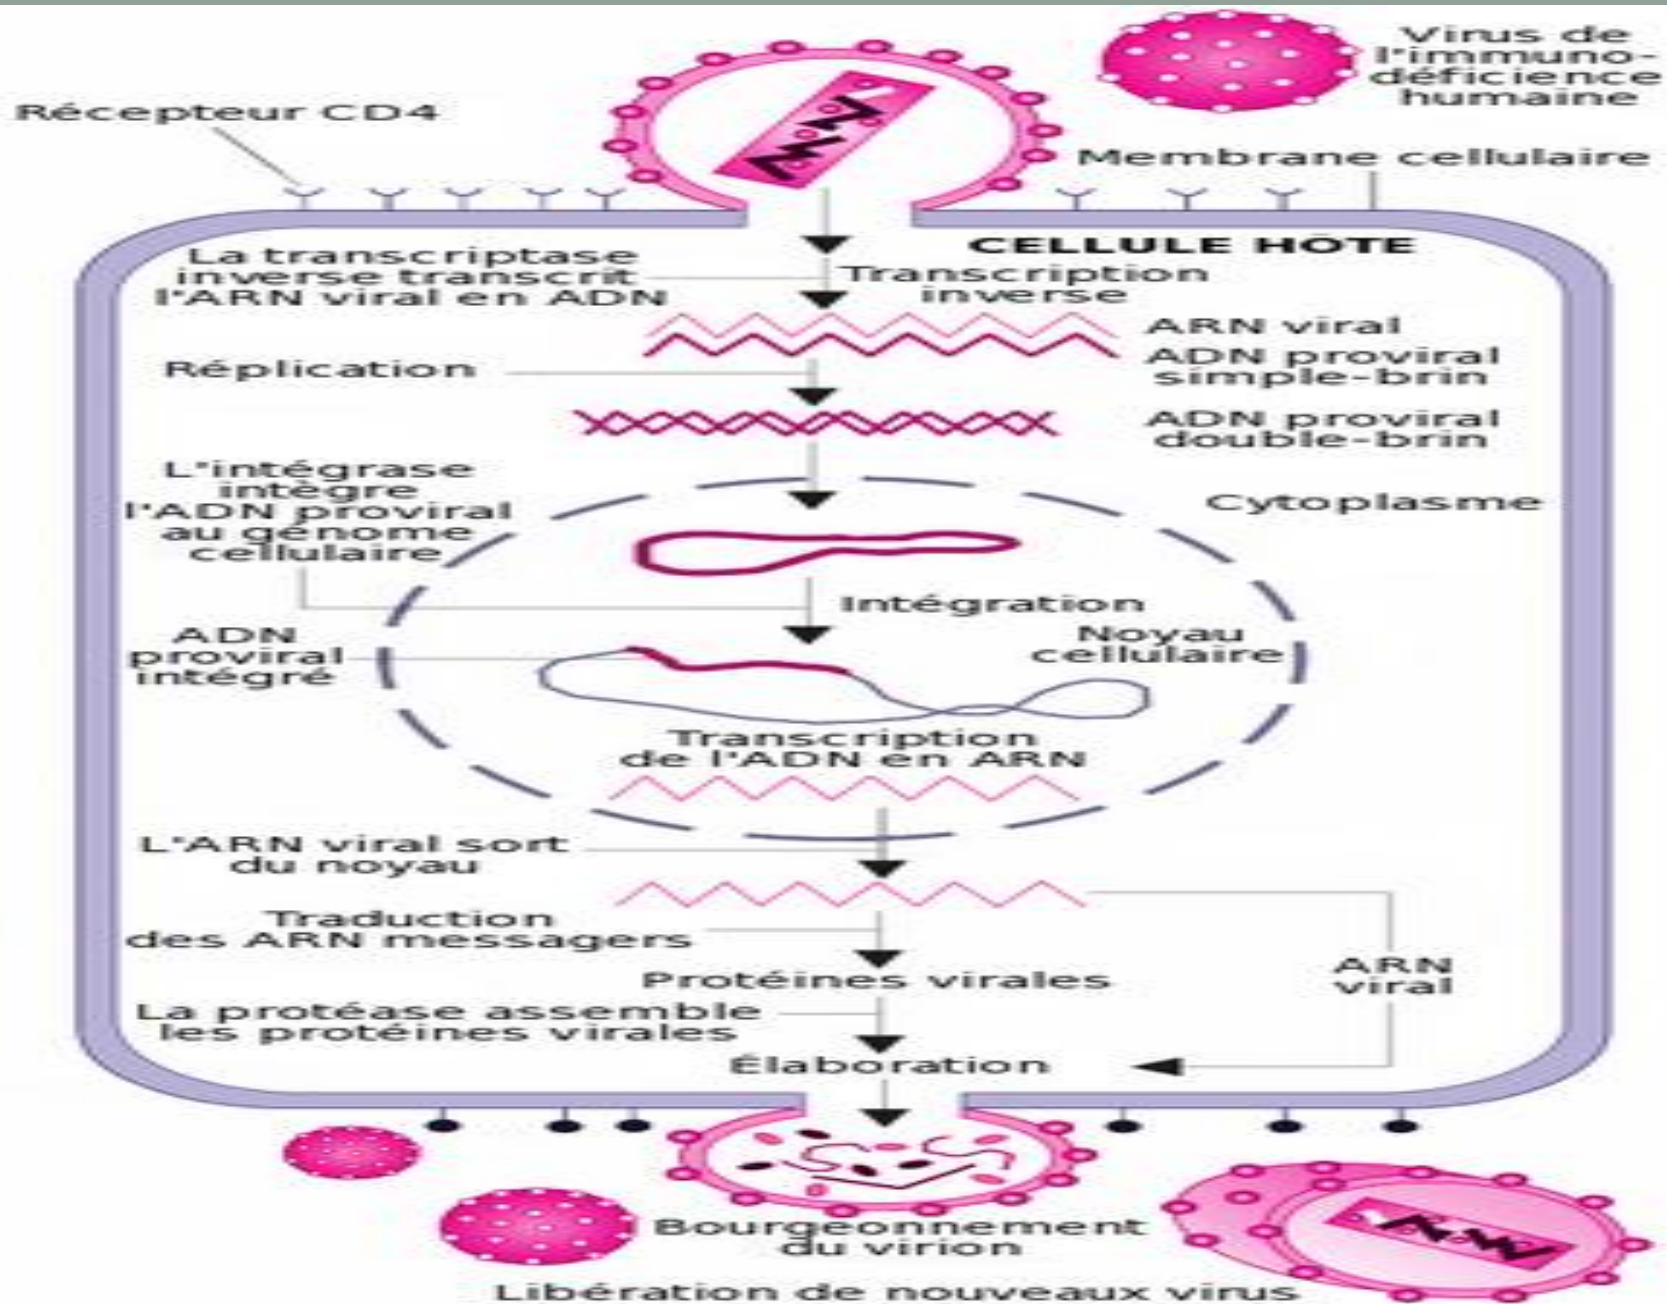 Virus de
l'immuno-
déficience
humaine
Récepteur CD4
Membrane cellulaire
CELLULE HÔTE
La transcriptase
inverse transcrit
l'ARN viral en ADN
Transcription
inverse
ARN viral
ADN proviral
simple-brin
Réplication
ADN proviral
double-brin
L'intégrase
intègre
l'ADN proviral
au génome
cellulaire
Cytoplasme
Intégration
ADN
proviral
intégré
Noyau
cellulaire
Transcription
de l'ADN en ARN
L'ARN viral sort
du noyau
Traduction
des ARN messagers
Protéines virales
ARN
viral
La protéase assemble
les protéines virales
Élaboration
Bourgeonnement
du virion
Libération de nouveaux virus